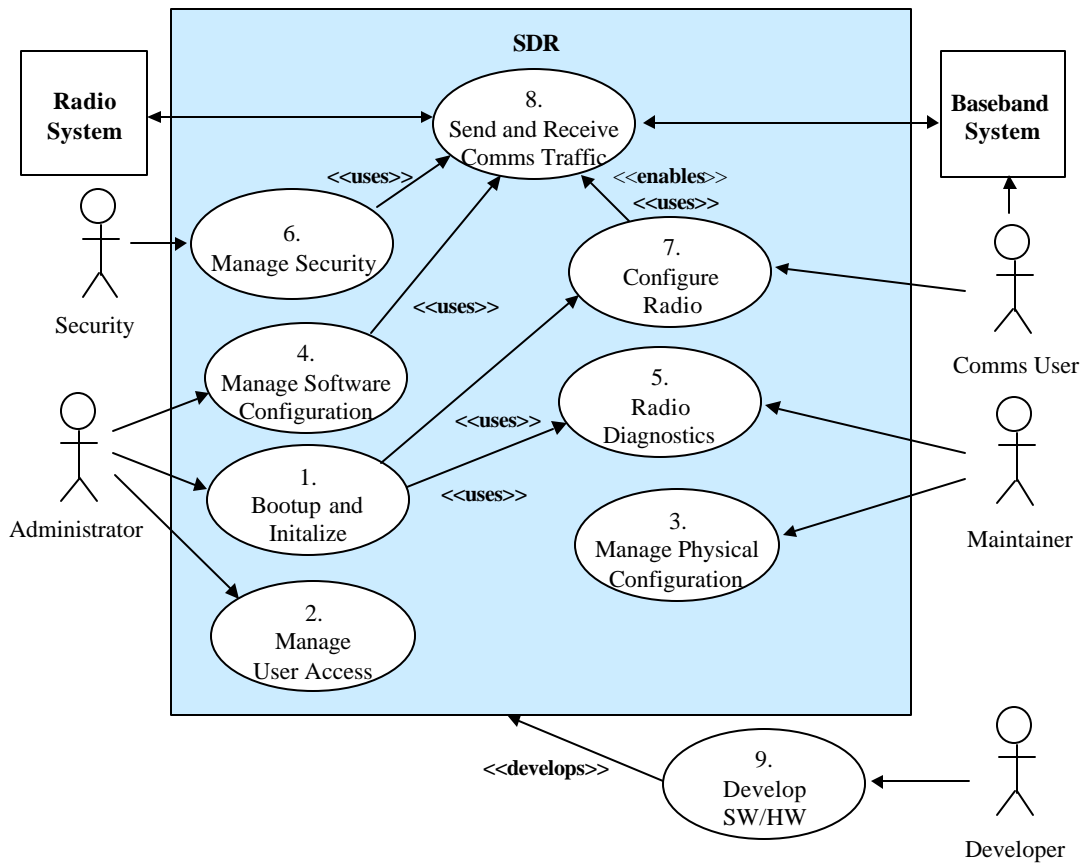 SDR
Radio
System
8.
Send and Receive
Comms Traffic
Baseband
System
<<uses>>
<<enables>>
<<uses>>
6.
Manage Security
7.
Configure
Radio
Security
<<uses>>
Comms User
4.
Manage Software
Configuration
5.
Radio
Diagnostics
<<uses>>
1.
Bootup and
Initalize
<<uses>>
Administrator
3.
Manage Physical
Configuration
Maintainer
2.
Manage
User Access
<<develops>>
9.
Develop
SW/HW
Developer